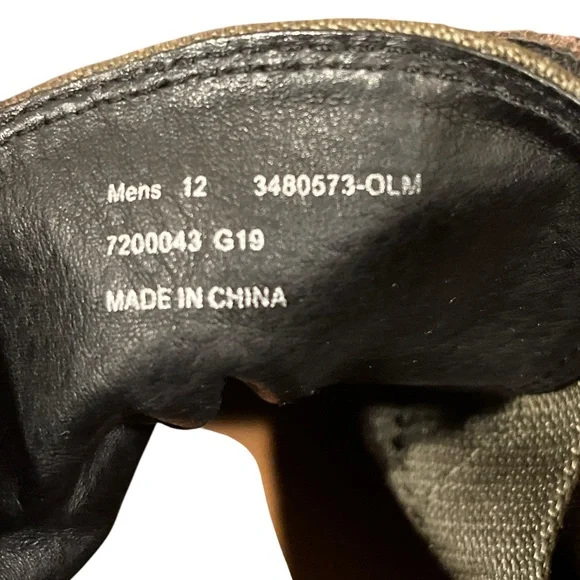 Mens 12 3480573-OLM
7200043 G19
MADE IN CHINA